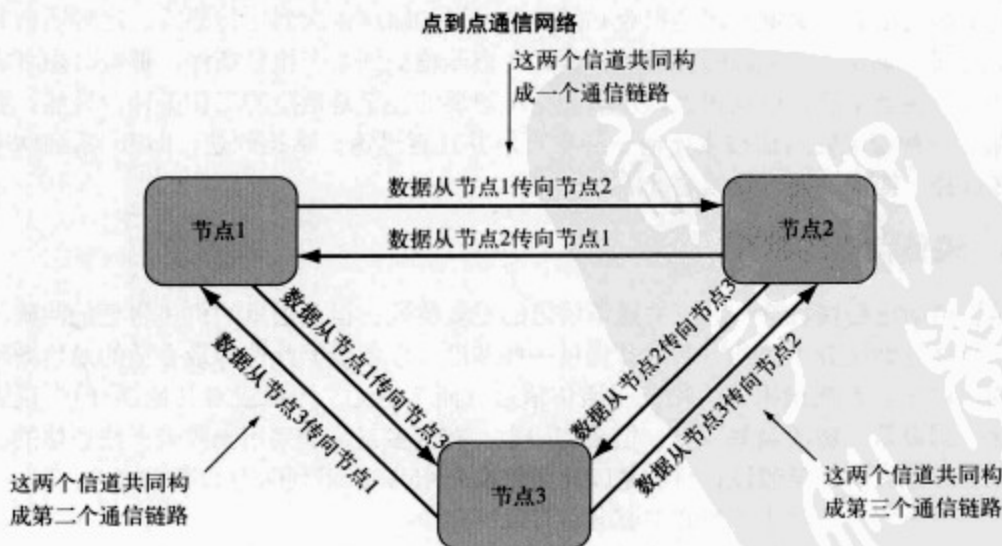 点到点通信网络
这两个信道共同构
成一个通信链路
数据从节点1传向节点2
节点1
节点2
数据从节点2传向节点1
数据从节点1传向节点3
数据从节点3传向节点1
数据从节点2传向节点3
数据从节点3传向节点2
节点3
这两个信道共同构
成第二个通信链路
这两个信道共同构
成第三个通信链路